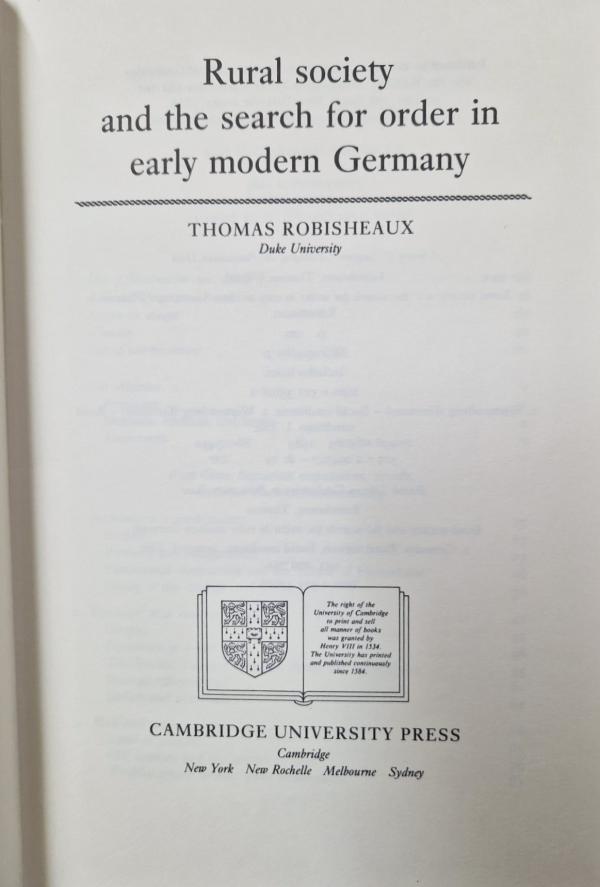 Rural society
and the search for order in
early modern Germany
THOMAS ROBISHEAUX
Duke University
The right of the
University of Cambridge
to print and sell
all manner of books
was granted by
Henry VIII in 1534.
The University has printed
and published continuously
since 1584.
CAMBRIDGE UNIVERSITY PRESS
Cambridge
New York New Rochelle Melbourne Sydney